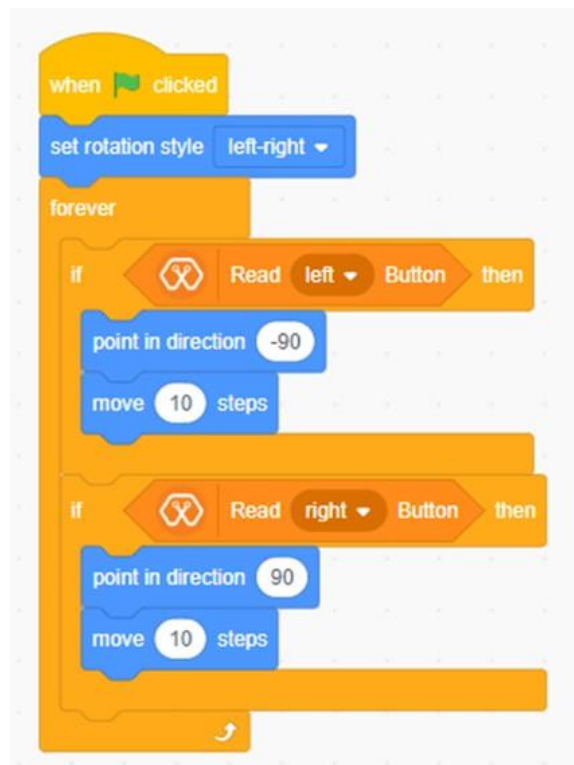 when clicked
set rotation style left-right
forever
if Read left Button then
point in direction -90
move 10 steps
if Read right Button then
point in direction 90
move 10 steps